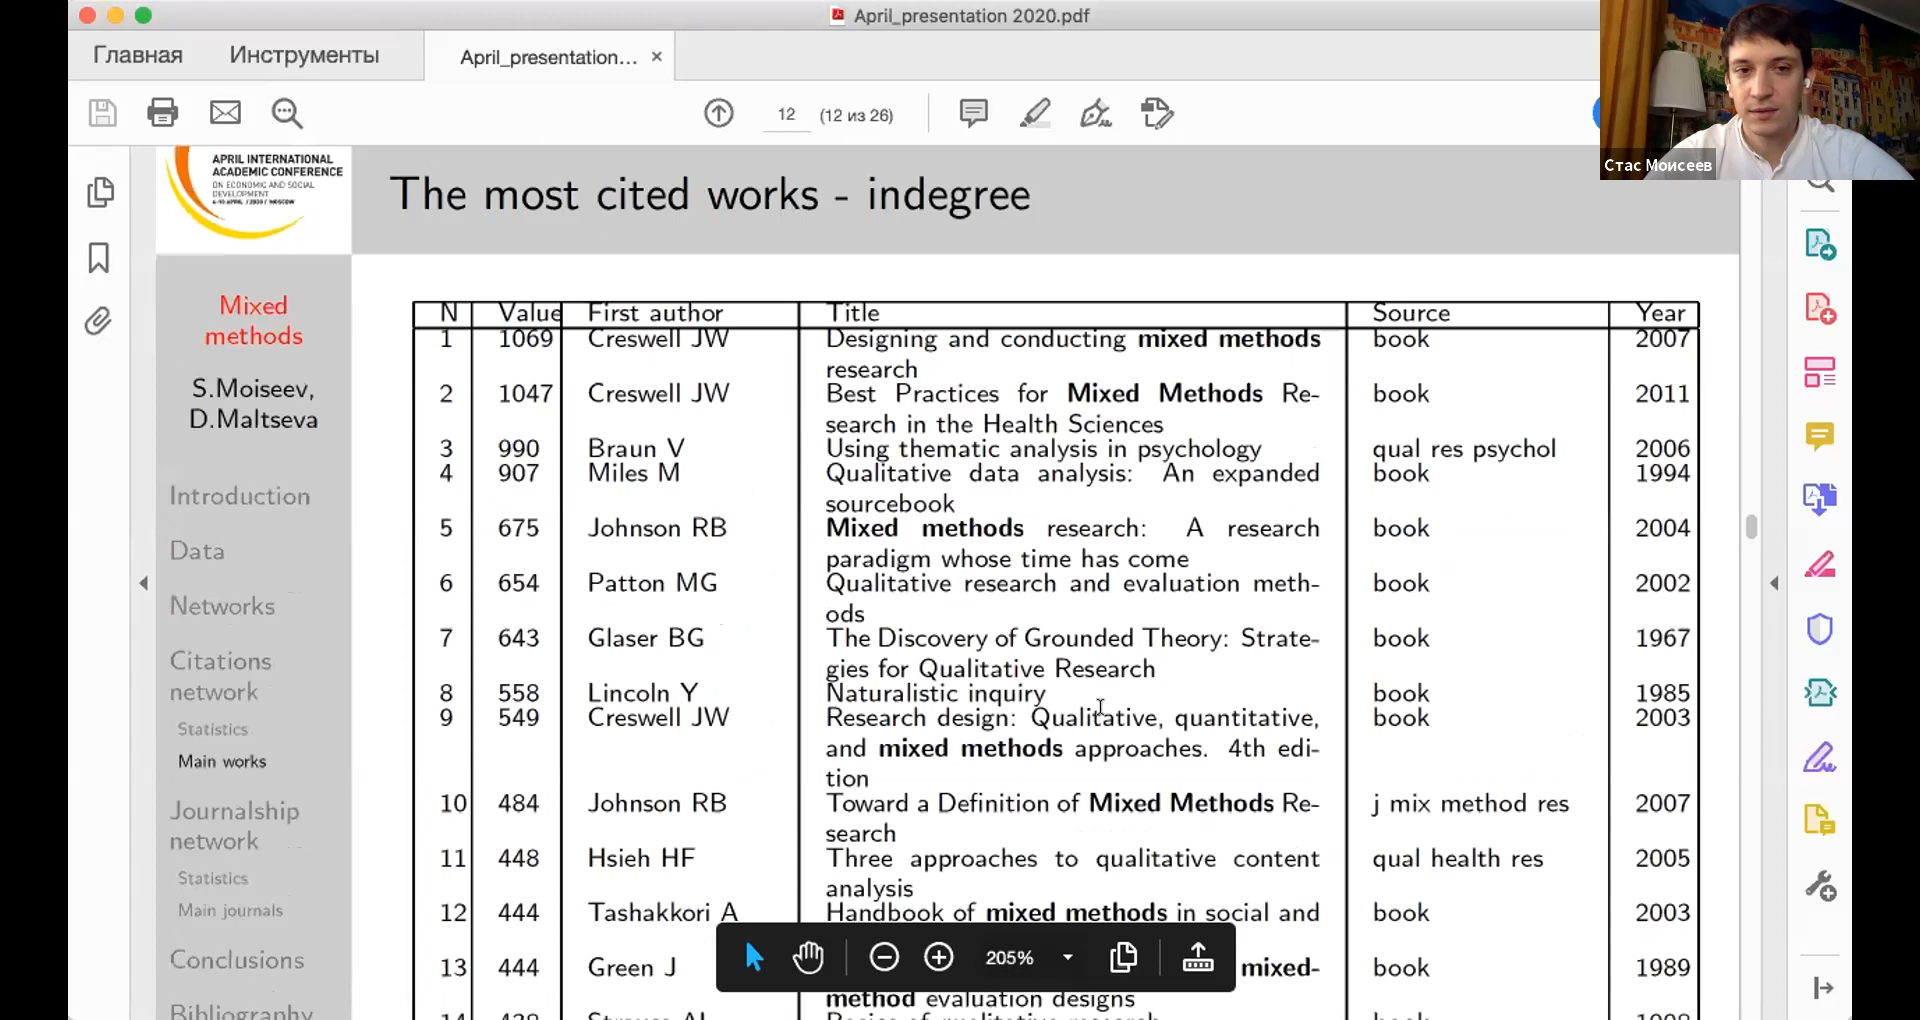 April_presentation 2020.pdf
Главная Инструменты April_presentation... ×
12 (12 из 26)
Стас Моисеев
APRIL INTERNATIONAL
ACADEMIC CONFERENCE
ON ECONOMIC AND SOCIAL
DEVELOPMENT
The most cited works - indegree
Mixed
methods
S.Moiseev,
D.Maltseva
Introduction
Data
Networks
Citations
network
Statistics
Main works
Journalship
network
Statistics
Main journals
Conclusions
Bibliography
N Value First author Title Source Year
1 1069 Creswell JW Designing and conducting mixed methods book 2007
research
2 1047 Creswell JW Best Practices for Mixed Methods Re- book 2011
search in the Health Sciences
3 990 Braun V Using thematic analysis in psychology qual res psychol 2006
4 907 Miles M Qualitative data analysis: An expanded book 1994
sourcebook
5 675 Johnson RB Mixed methods research: A research book 2004
paradigm whose time has come
6 654 Patton MG Qualitative research and evaluation meth- book 2002
ods
7 643 Glaser BG The Discovery of Grounded Theory: Strate- book 1967
gies for Qualitative Research
8 558 Lincoln Y Naturalistic inquiry book 1985
9 549 Creswell JW Research design: Qualitative, quantitative, book 2003
and mixed methods approaches. 4th edi-
tion
10 484 Johnson RB Toward a Definition of Mixed Methods Re- j mix method res 2007
search
11 448 Hsieh HF Three approaches to qualitative content qual health res 2005
analysis
12 444 Tashakkori A Handbook of mixed methods in social and book 2003
13 444 Green J mixed- book 1989
method evaluation designs
205%